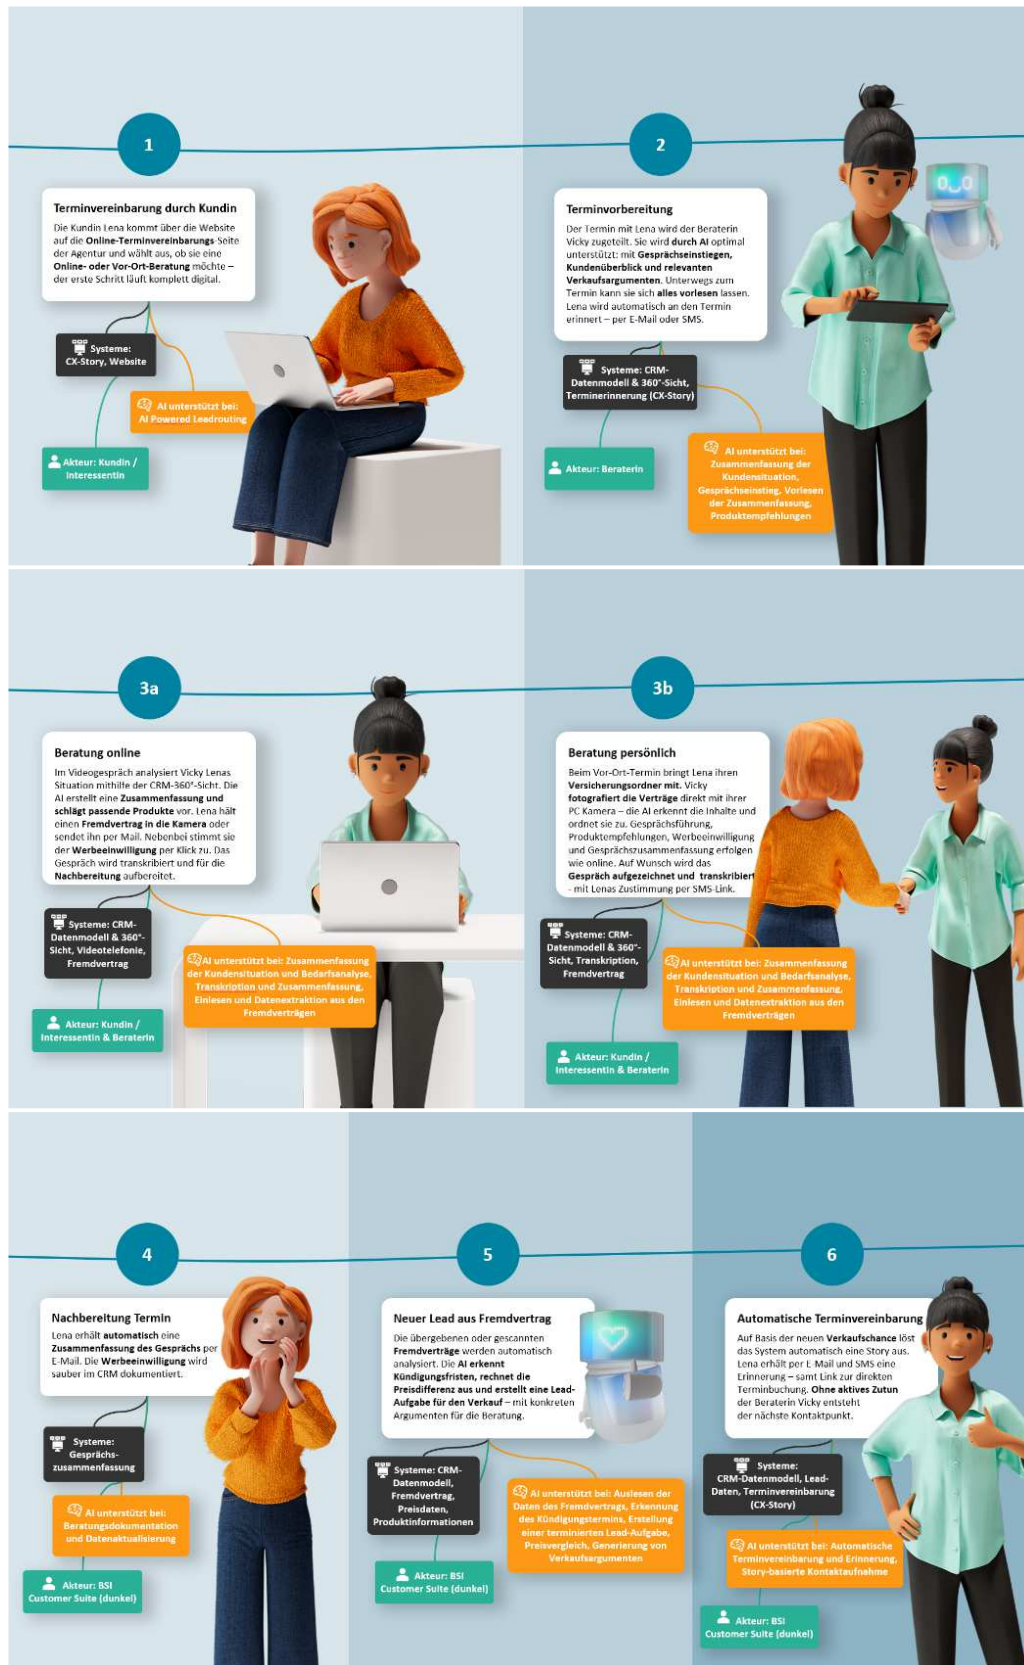 1
Terminvereinbarung durch Kundin
Die Kundin Lena kommt über die Website
auf die Online-Terminvereinbarungs-Seite
der Agentur und wählt aus, ob sie eine
Online- oder Vor-Ort-Beratung möchte –
der erste Schritt läuft komplett digital.
Systeme:
CX-Story, Website
AI unterstützt bei:
AI Powered Leadrouting
Akteur: Kundin /
Interessentin
2
Terminvorbereitung
Der Termin mit Lena wird der Beraterin
Vicky zugeteilt. Sie wird durch AI optimal
unterstützt: mit Gesprächseinstiegen,
Kundenüberblick und relevanten
Verkaufsargumenten. Unterwegs zum
Termin kann sie sich alles vorlesen lassen.
Lena wird automatisch an den Termin
erinnert – per E-Mail oder SMS.
Systeme: CRM-
Datenmodell & 360°-Sicht,
Terminerinnerung (CX-Story)
Akteur: Beraterin
AI unterstützt bei:
Zusammenfassung der
Kundensituation,
Gesprächseinstieg, Vorlesen
der Zusammenfassung,
Produktempfehlungen
3a
Beratung online
Im Videogespräch analysiert Vicky Lenas
Situation mithilfe der CRM-360°-Sicht. Die
AI erstellt eine Zusammenfassung und
schlägt passende Produkte vor. Lena hält
einen Fremdvertrag in die Kamera oder
sendet ihn per Mail. Nebenbei stimmt sie
der Werbeeinwilligung per Klick zu. Das
Gespräch wird transkribiert und für die
Nachbereitung aufbereitet.
Systeme: CRM-
Datenmodell & 360°-
Sicht, Videotelefonie,
Fremdvertrag
AI unterstützt bei: Zusammenfassung
der Kundensituation und Bedarfsanalyse,
Transkription und Zusammenfassung,
Einlesen und Datenextraktion aus den
Fremdverträgen
Akteur: Kundin /
Interessentin & Beraterin
3b
Beratung persönlich
Beim Vor-Ort-Termin bringt Lena ihren
Versicherungsordner mit. Vicky
fotografiert die Verträge direkt mit ihrer
PC Kamera – die AI erkennt die Inhalte und
ordnet sie zu. Gesprächsführung,
Produktempfehlungen, Werbeeinwilligung
und Gesprächszusammenfassung erfolgen
wie online. Auf Wunsch wird das
Gespräch aufgezeichnet und transkribiert
- mit Lenas Zustimmung per SMS-Link.
Systeme: CRM-
Datenmodell & 360°-
Sicht, Transkription,
Fremdvertrag
AI unterstützt bei: Zusammenfassung
der Kundensituation und Bedarfsanalyse,
Transkription und Zusammenfassung,
Einlesen und Datenextraktion aus den
Fremdverträgen
Akteur: Kundin /
Interessentin & Beraterin
4
Nachbereitung Termin
Lena erhält automatisch eine
Zusammenfassung des Gesprächs per
E-Mail. Die Werbeeinwilligung wird
sauber im CRM dokumentiert.
Systeme:
Gesprächs-
zusammenfassung
AI unterstützt bei:
Beratungsdokumentation
und Datenaktualisierung
Akteur: BSI
Customer Suite (dunkel)
5
Neuer Lead aus Fremdvertrag
Die übergebenen oder gescannten
Fremdverträge werden automatisch
analysiert. Die AI erkennt
Kündigungsfristen, rechnet die
Preisdifferenz aus und erstellt eine Lead-
Aufgabe für den Verkauf – mit konkreten
Argumenten für die Beratung.
Systeme: CRM-
Datenmodell,
Fremdvertrag,
Preisdaten,
Produktinformationen
AI unterstützt bei: Auslesen der
Daten des Fremdvertrags, Erkennung
des Kündigungstermins, Erstellung
einer terminierten Lead-Aufgabe,
Preisvergleich, Generierung von
Verkaufsargumenten
Akteur: BSI
Customer Suite (dunkel)
6
Automatische Terminvereinbarung
Auf Basis der neuen Verkaufschance löst
das System automatisch eine Story aus.
Lena erhält per E-Mail und SMS eine
Erinnerung – samt Link zur direkten
Terminbuchung. Ohne aktives Zutun
der Beraterin Vicky entsteht
der nächste Kontaktpunkt.
Systeme:
CRM-Datenmodell, Lead-
Daten, Terminvereinbarung
(CX-Story)
AI unterstützt bei: Automatische
Terminvereinbarung und Erinnerung,
Story-basierte Kontaktaufnahme
Akteur: BSI
Customer Suite (dunkel)